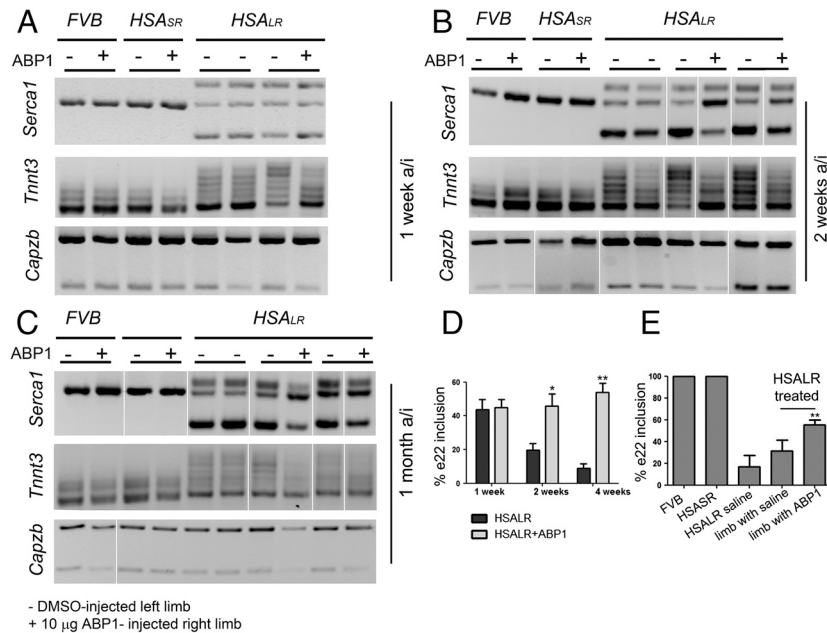 A
FVB HSASR HSALR
ABP1 - + - + - - - +
Serca1
Tnnt3
Capzb
1 week a/i
B
FVB HSASR HSALR
ABP1 - + - + - - - + - +
Serca1
Tnnt3
Capzb
2 weeks a/i
C
FVB HSALR
ABP1 - + - + - - - + - +
Serca1
Tnnt3
Capzb
1 month a/i
- DMSO-injected left limb
+ 10 µg ABP1- injected right limb
D
% e22 inclusion
60
40
20
0
* **
1 week 2 weeks 4 weeks
HSALR
HSALR+ABP1
E
% e22 inclusion
100
80
60
40
20
0
HSALR
treated
**
FVB
HSASR
HSALR saline
limb with saline
limb with ABP1